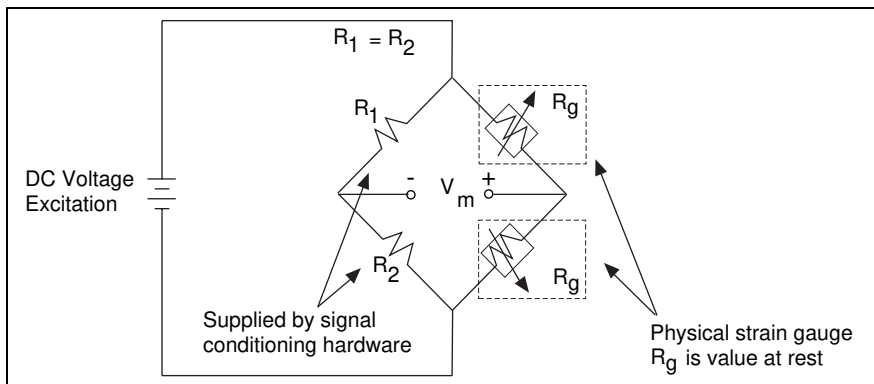 R1 = R2
R1
Rg
DC Voltage
Excitation
- Vm +
R2
Rg
Supplied by signal
conditioning hardware
Physical strain gauge
Rg is value at rest